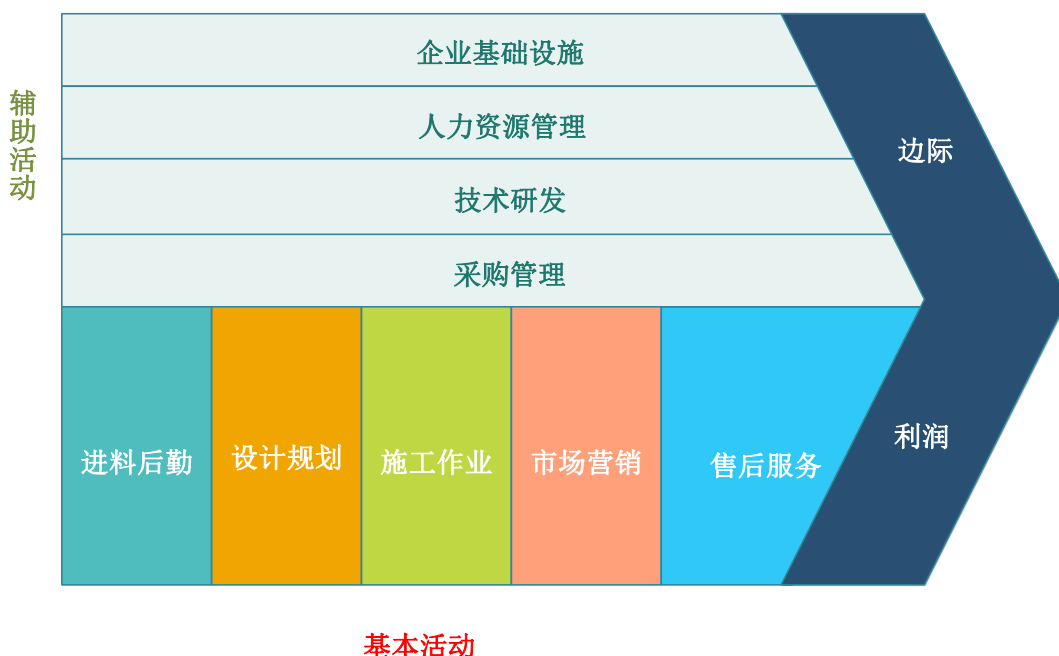 企业基础设施
辅助活动
人力资源管理
边际
技术研发
采购管理
进料后勤
设计规划
施工作业
市场营销
售后服务
利润
基本活动